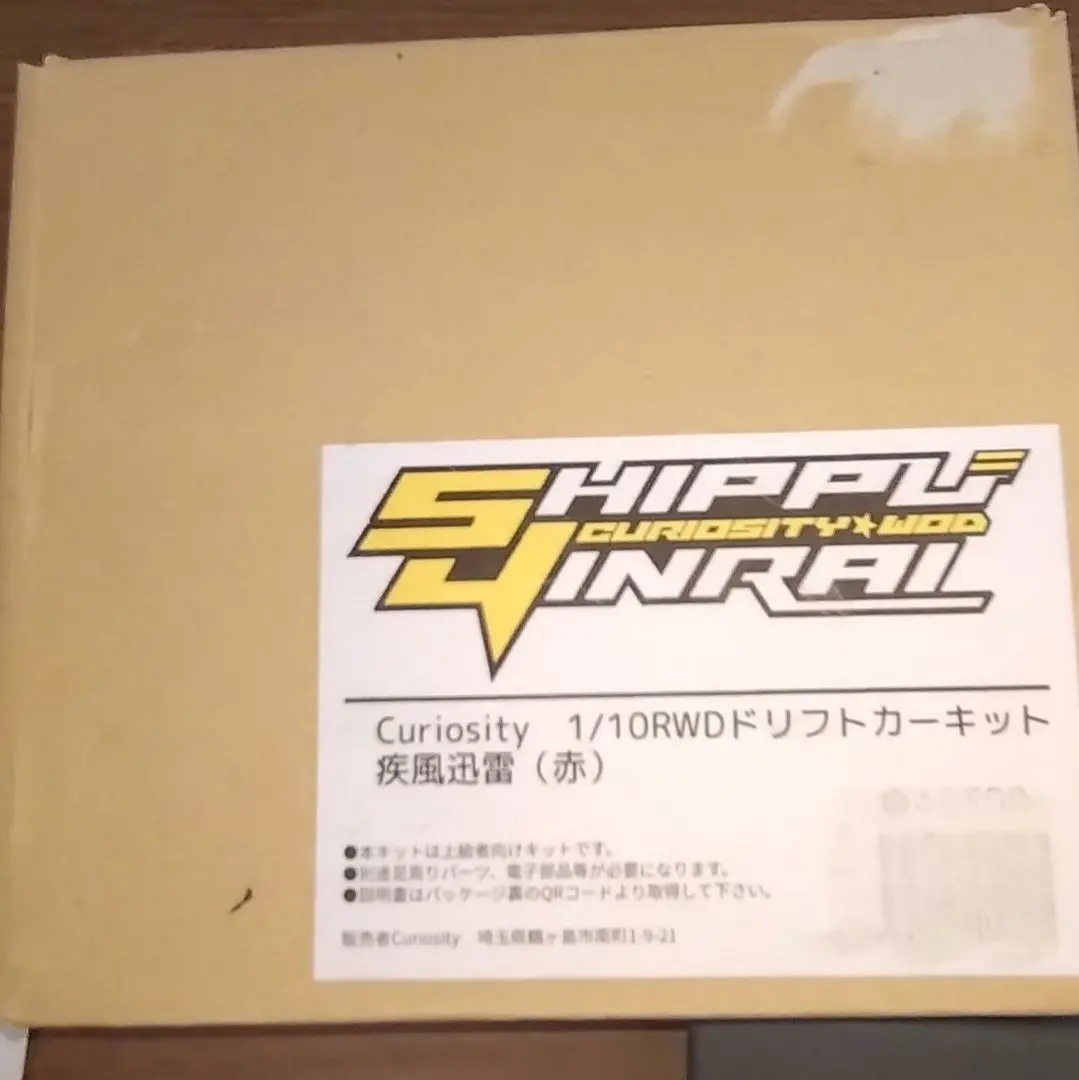 SHIPPU
CURIOSITY★WOD
JINRAI
Curiosity 1/10RWDドリフトカーキット
疾風迅雷（赤）
●本キットは上級者向けキットです。
●別途足周りパーツ、電子部品等が必要になります。
●説明書はパッケージ裏のQRコードより取得して下さい。
販売者Curiosity 埼玉県鶴ヶ島市南町1-9-21